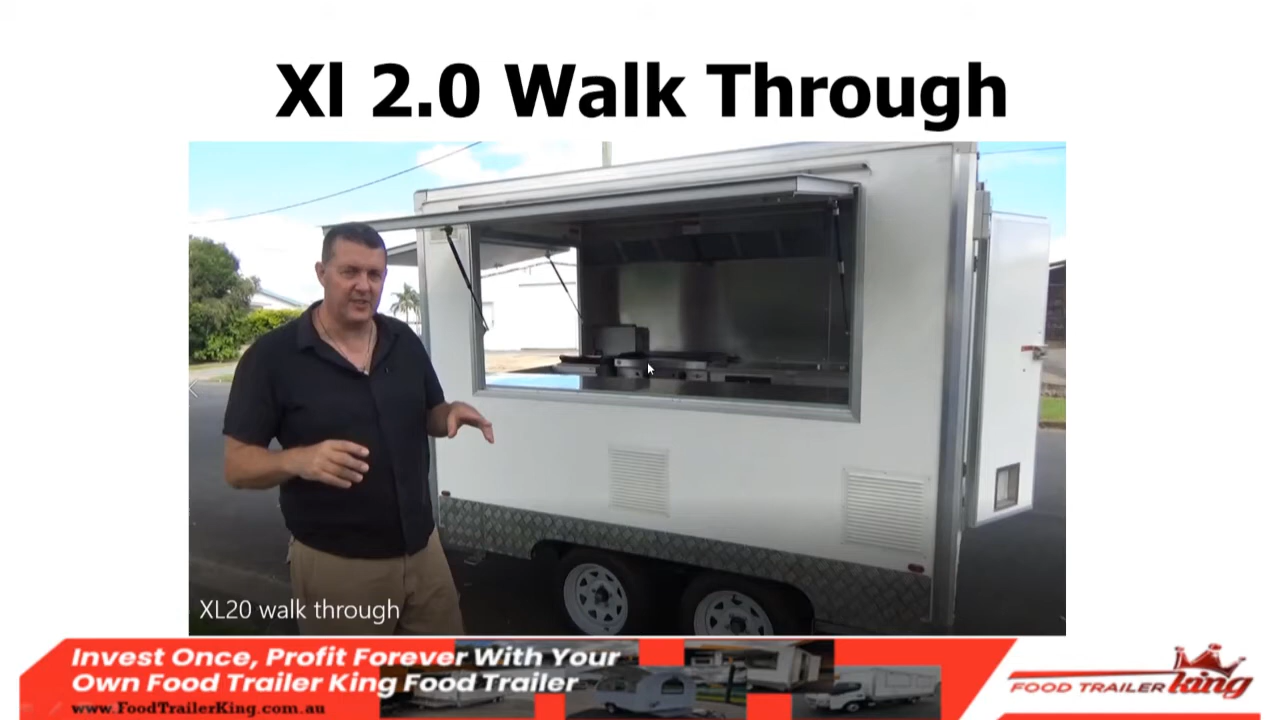 Xl 2.0 Walk Through
XL20 walk through
Invest Once, Profit Forever With Your
Own Food Trailer King Food Trailer
www.FoodTrailerKing.com.au
FOOD TRAILER king